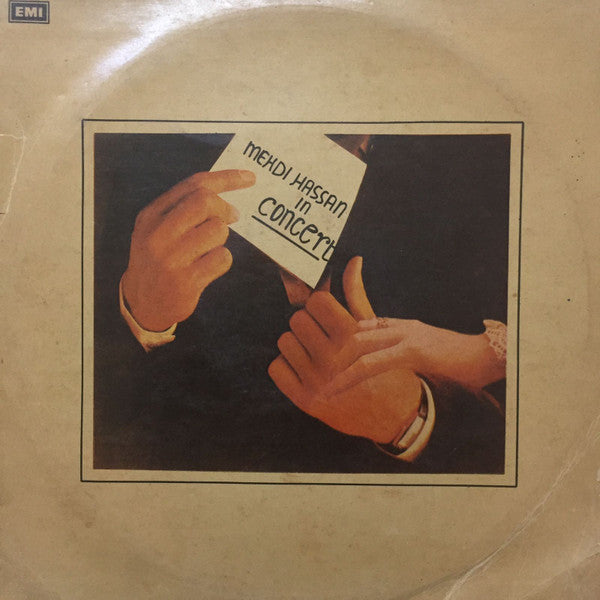 EMI
MEHDI HASSAN
in
concert